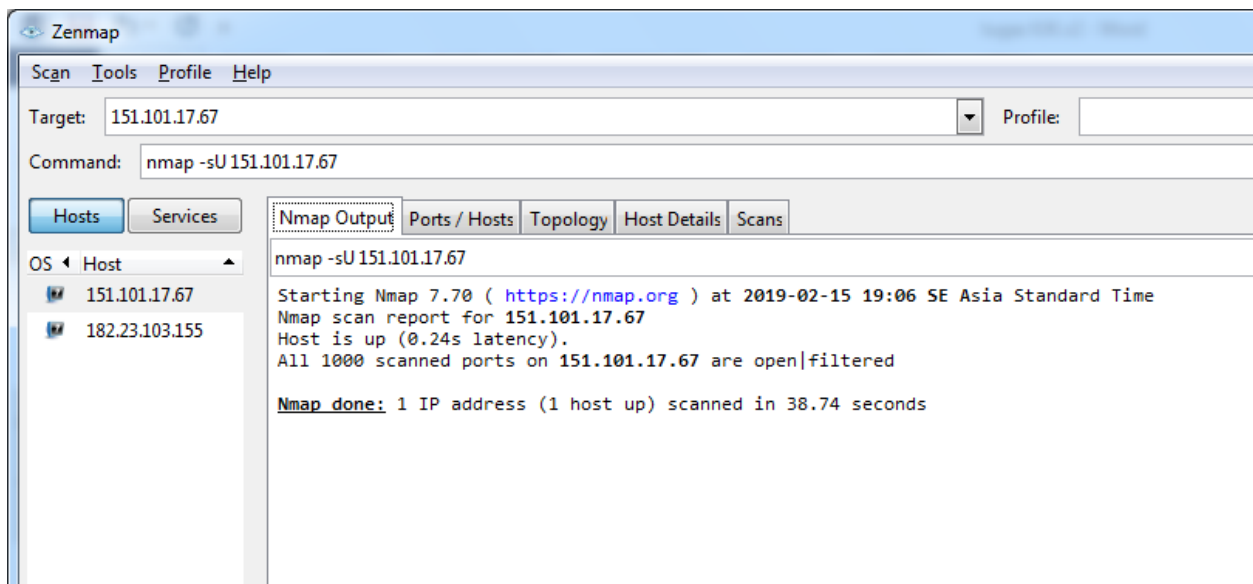 Zenmap
Scan Tools Profile Help
Target: 151.101.17.67 Profile:
Command: nmap -sU 151.101.17.67
Hosts Services
Nmap Output Ports / Hosts Topology Host Details Scans
OS Host
nmap -sU 151.101.17.67
151.101.17.67
182.23.103.155
Starting Nmap 7.70 ( https://nmap.org ) at 2019-02-15 19:06 SE Asia Standard Time
Nmap scan report for 151.101.17.67
Host is up (0.24s latency).
All 1000 scanned ports on 151.101.17.67 are open|filtered
Nmap done: 1 IP address (1 host up) scanned in 38.74 seconds